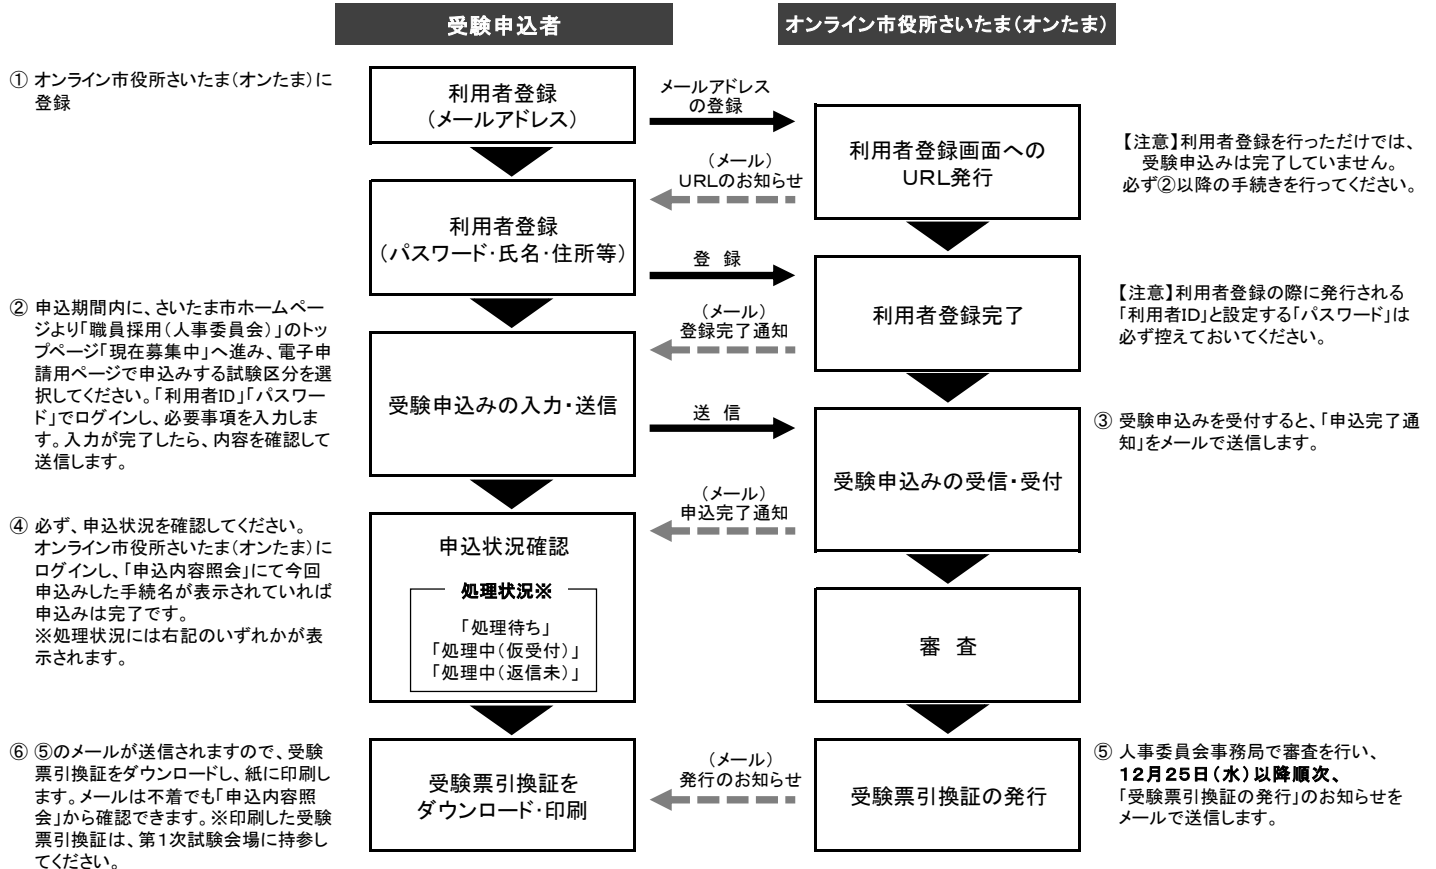 受験申込者
オンライン市役所さいたま（オンたま）
① オンライン市役所さいたま（オンたま）に
登録
利用者登録
（メールアドレス）
メールアドレス
の登録
利用者登録画面への
ＵＲＬ発行
【注意】利用者登録を行っただけでは、
受験申込みは完了していません。
必ず②以降の手続きを行ってください。
（メール）
ＵＲＬのお知らせ
利用者登録
（パスワード・氏名・住所等）
登　録
利用者登録完了
【注意】利用者登録の際に発行される
「利用者ID」と設定する「パスワード」は
必ず控えておいてください。
（メール）
登録完了通知
② 申込期間内に、さいたま市ホームペー
ジより「職員採用（人事委員会）」のトッ
プページ「現在募集中」へ進み、電子申
請用ページで申込みする試験区分を選
択してください。「利用者ID」「パスワー
ド」でログインし、必要事項を入力しま
す。入力が完了したら、内容を確認して
送信します。
受験申込みの入力・送信
送　信
受験申込みの受信・受付
③ 受験申込みを受付すると、「申込完了通
知」をメールで送信します。
（メール）
申込完了通知
④ 必ず、申込状況を確認してください。
オンライン市役所さいたま（オンたま）に
ログインし、「申込内容照会」にて今回
申込みした手続名が表示されていれば
申込みは完了です。
※処理状況には右記のいずれかが表
示されます。
申込状況確認
処理状況※
「処理待ち」
「処理中（仮受付）」
「処理中（返信未）」
審　査
⑥ ⑤のメールが送信されますので、受験
票引換証をダウンロードし、紙に印刷し
ます。メールは不着でも「申込内容照
会」から確認できます。※印刷した受験
票引換証は、第１次試験会場に持参し
てください。
受験票引換証を
ダウンロード・印刷
（メール）
発行のお知らせ
受験票引換証の発行
⑤ 人事委員会事務局で審査を行い、
１２月２５日（水）以降順次、
「受験票引換証の発行」のお知らせを
メールで送信します。